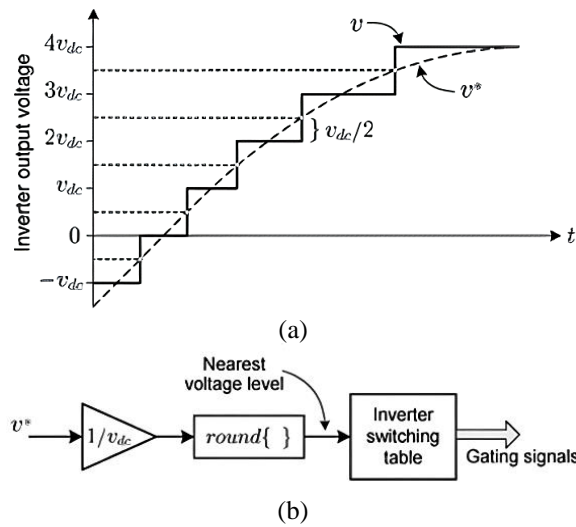 Inverter output voltage
4v_dc
3v_dc
2v_dc
v_dc
0
−v_dc
v
v*
} v_dc/2
t
(a)
Nearest
voltage level
v*
1/v_dc
round{ }
Inverter
switching
table
Gating signals
(b)